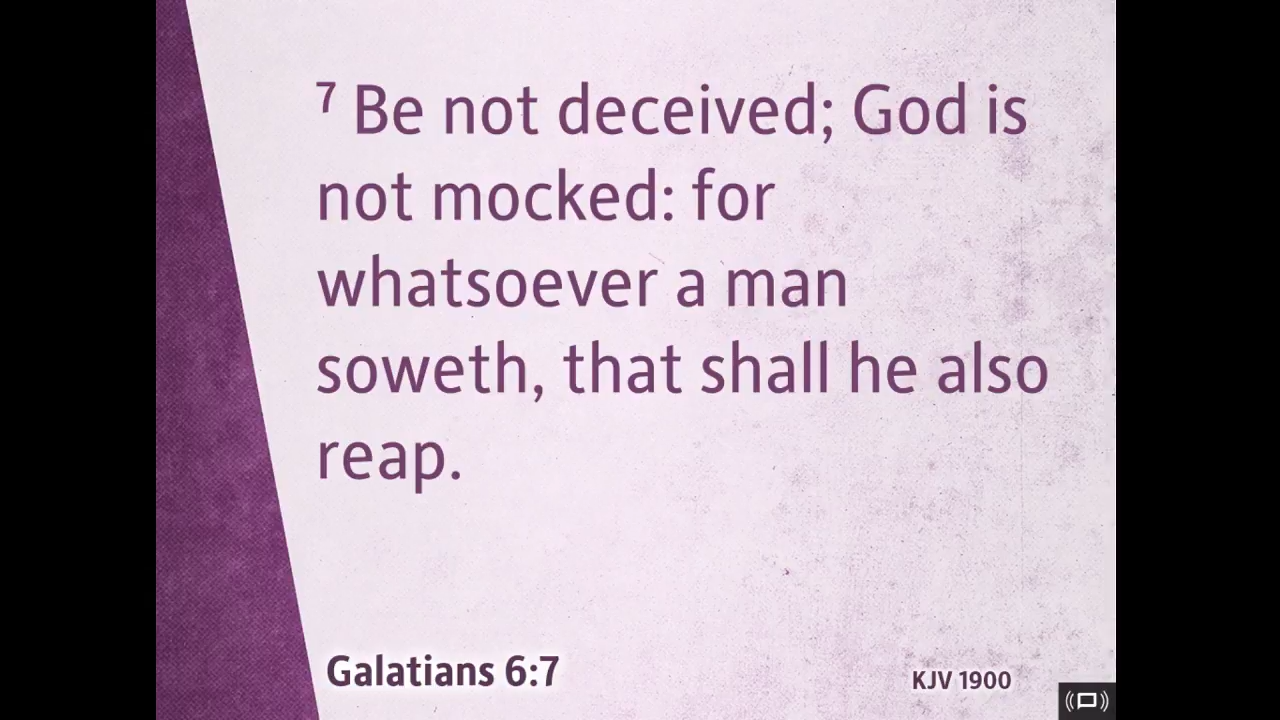 7 Be not deceived; God is
not mocked: for
whatsoever a man
soweth, that shall he also
reap.
Galatians 6:7
KJV 1900